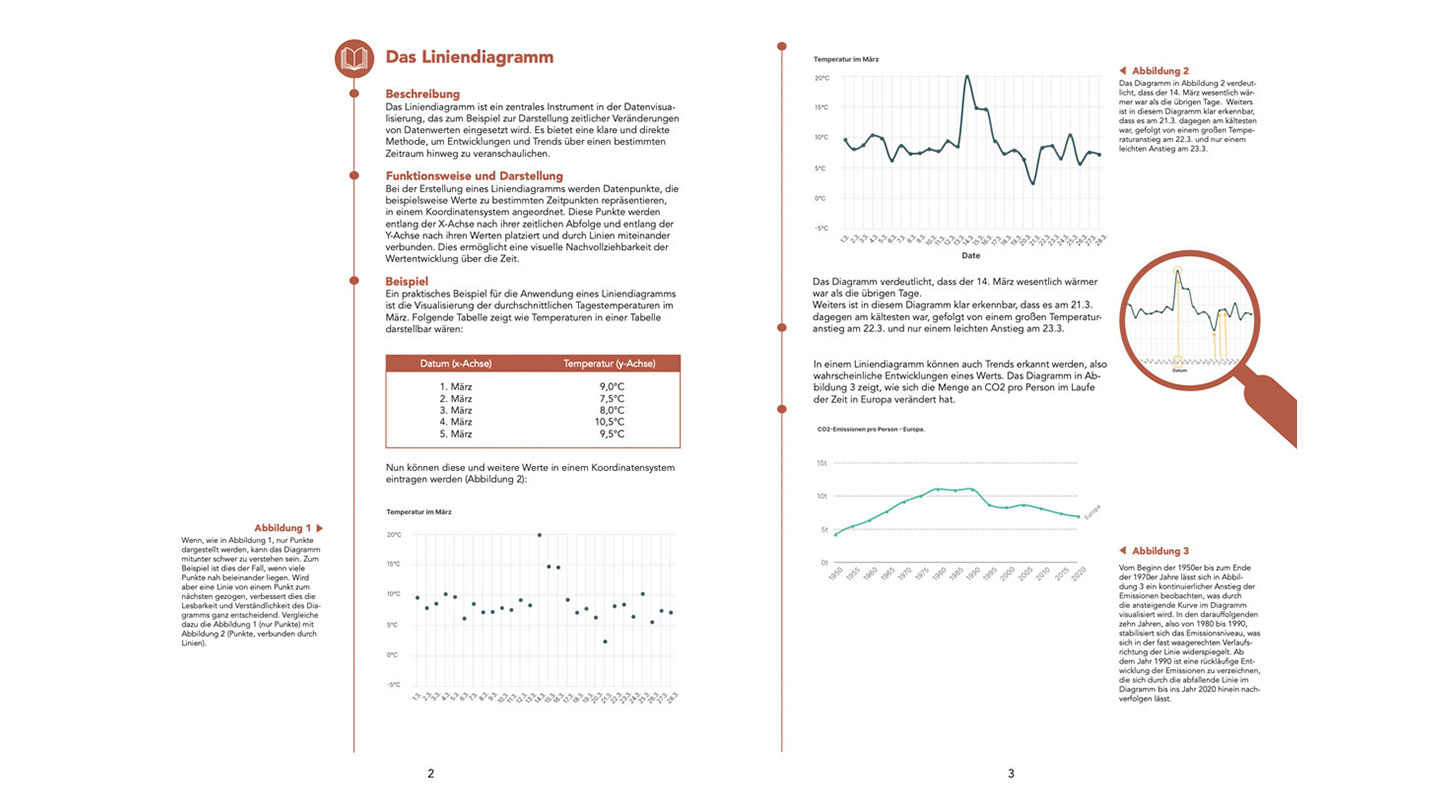 Das Liniendiagramm
Beschreibung
Das Liniendiagramm ist ein zentrales Instrument in der Datenvisua-
lisierung, das zum Beispiel zur Darstellung zeitlicher Veränderungen
von Datenwerten eingesetzt wird. Es bietet eine klare und direkte
Methode, um Entwicklungen und Trends über einen bestimmten
Zeitraum hinweg zu veranschaulichen.
Funktionsweise und Darstellung
Bei der Erstellung eines Liniendiagramms werden Datenpunkte, die
beispielsweise Werte zu bestimmten Zeitpunkten repräsentieren,
in einem Koordinatensystem angeordnet. Diese Punkte werden
entlang der X-Achse nach ihrer zeitlichen Abfolge und entlang der
Y-Achse nach ihren Werten platziert und durch Linien miteinander
verbunden. Dies ermöglicht eine visuelle Nachvollziehbarkeit der
Wertentwicklung über die Zeit.
Beispiel
Ein praktisches Beispiel für die Anwendung eines Liniendiagramms
ist die Visualisierung der durchschnittlichen Tagestemperaturen im
März. Folgende Tabelle zeigt wie Temperaturen in einer Tabelle
darstellbar wären:
Datum (x-Achse) Temperatur (y-Achse)
1. März 9,0°C
2. März 7,5°C
3. März 8,0°C
4. März 10,5°C
5. März 9,5°C
Nun können diese und weitere Werte in einem Koordinatensystem
eintragen werden (Abbildung 2):
Abbildung 1
Wenn, wie in Abbildung 1, nur Punkte
dargestellt werden, kann das Diagramm
mitunter schwer zu verstehen sein. Zum
Beispiel ist dies der Fall, wenn viele
Punkte nah beieinander liegen. Wird
aber eine Linie von einem Punkt zum
nächsten gezogen, verbessert dies die
Lesbarkeit und Verständlichkeit des Dia-
gramms ganz entscheidend. Vergleiche
dazu die Abbildung 1 (nur Punkte) mit
Abbildung 2 (Punkte, verbunden durch
Linien).
Temperatur im März
20°C
15°C
10°C
5°C
0°C
-5°C
1.3. 2.3. 3.3. 4.3. 5.3. 6.3. 7.3. 8.3. 9.3. 10.3. 11.3. 12.3. 13.3. 14.3. 15.3. 16.3. 17.3. 18.3. 19.3. 20.3. 21.3. 22.3. 23.3. 24.3. 25.3. 26.3. 27.3. 28.3.
2
Temperatur im März
20°C
15°C
10°C
5°C
0°C
-5°C
1.3. 2.3. 3.3. 4.3. 5.3. 6.3. 7.3. 8.3. 9.3. 10.3. 11.3. 12.3. 13.3. 14.3. 15.3. 16.3. 17.3. 18.3. 19.3. 20.3. 21.3. 22.3. 23.3. 24.3. 25.3. 26.3. 27.3. 28.3.
Date
Abbildung 2
Das Diagramm in Abbildung 2 verdeut-
licht, dass der 14. März wesentlich wär-
mer war als die übrigen Tage. Weiters
ist in diesem Diagramm klar erkennbar,
dass es am 21.3. dagegen am kältesten
war, gefolgt von einem großen Tempe-
raturanstieg am 22.3. und nur einem
leichten Anstieg am 23.3.
Das Diagramm verdeutlicht, dass der 14. März wesentlich wärmer
war als die übrigen Tage.
Weiters ist in diesem Diagramm klar erkennbar, dass es am 21.3.
dagegen am kältesten war, gefolgt von einem großen Temperatur-
anstieg am 22.3. und nur einem leichten Anstieg am 23.3.
Datum
In einem Liniendiagramm können auch Trends erkannt werden, also
wahrscheinliche Entwicklungen eines Werts. Das Diagramm in Ab-
bildung 3 zeigt, wie sich die Menge an CO2 pro Person im Laufe
der Zeit in Europa verändert hat.
CO2-Emissionen pro Person - Europa.
15t
10t
5t
0t
Europa
1950 1955 1960 1965 1970 1975 1980 1985 1990 1995 2000 2005 2010 2015 2020
Abbildung 3
Vom Beginn der 1950er bis zum Ende
der 1970er Jahre lässt sich in Abbil-
dung 3 ein kontinuierlicher Anstieg der
Emissionen beobachten, was durch
die ansteigende Kurve im Diagramm
visualisiert wird. In den darauffolgenden
zehn Jahren, also von 1980 bis 1990,
stabilisiert sich das Emissionsniveau, was
sich in der fast waagerechten Verlaufs-
richtung der Linie widerspiegelt. Ab
dem Jahr 1990 ist eine rückläufige Ent-
wicklung der Emissionen zu verzeichnen,
die sich durch die abfallende Linie im
Diagramm bis ins Jahr 2020 hinein nach-
verfolgen lässt.
3